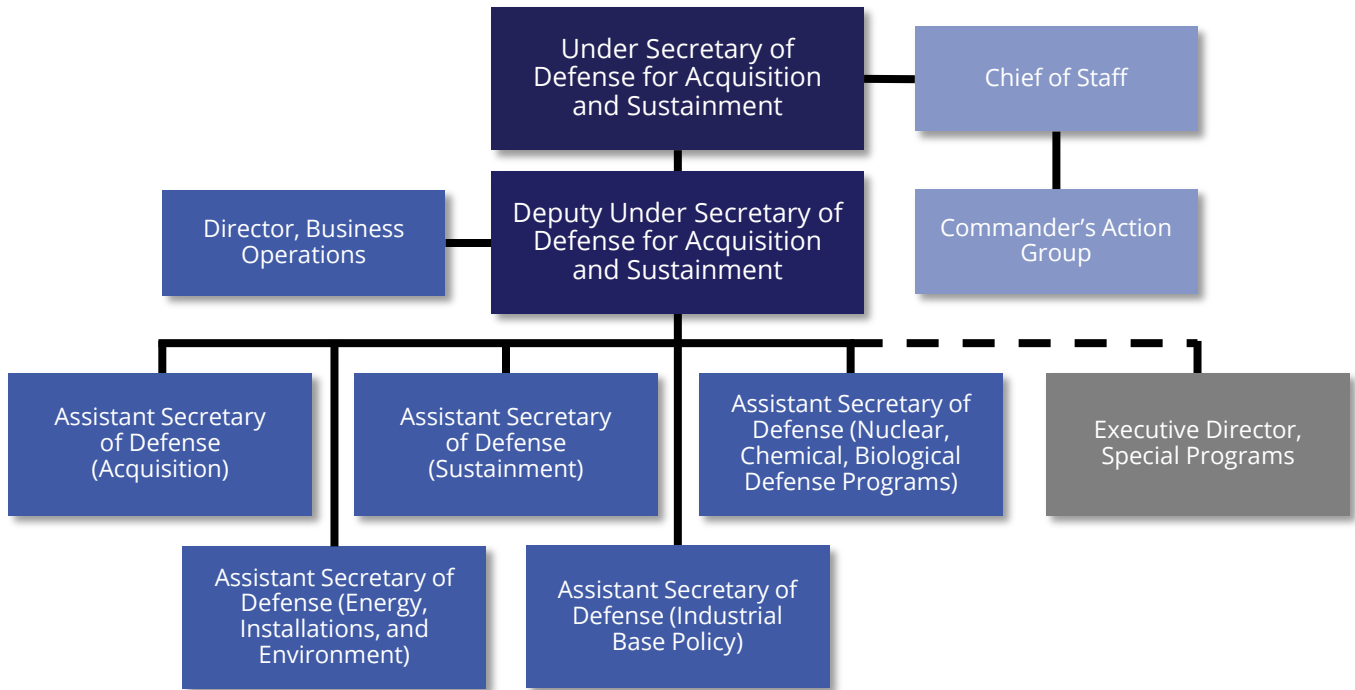 Under Secretary of
Defense for Acquisition
and Sustainment
Chief of Staff
Director, Business
Operations
Deputy Under Secretary of
Defense for Acquisition
and Sustainment
Commander’s Action
Group
Assistant Secretary
of Defense
(Acquisition)
Assistant Secretary
of Defense
(Sustainment)
Assistant Secretary of
Defense (Nuclear,
Chemical, Biological
Defense Programs)
Executive Director,
Special Programs
Assistant Secretary of
Defense (Energy,
Installations, and
Environment)
Assistant Secretary of
Defense (Industrial
Base Policy)